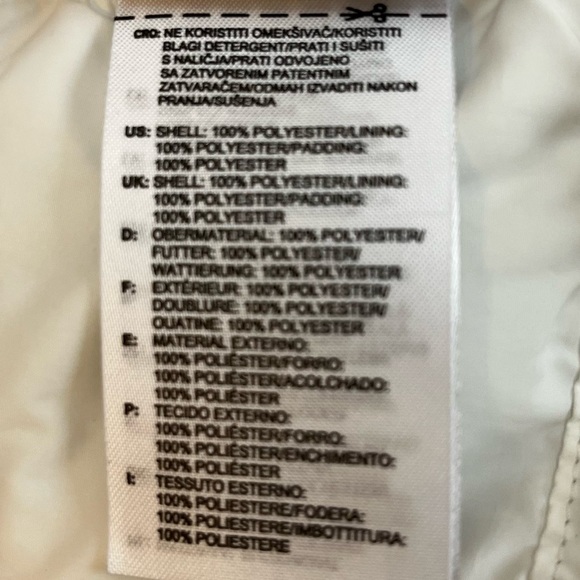 CRO: NE KORISTITI OMEKŠIVAČ/KORISTITI
BLAGI DETERGENT/PRATI I SUŠITI
S NALIČJA/PRATI ODVOJENO
SA ZATVORENIM PATENTNIM
ZATVARAČEM/ODMAH IZVADITI NAKON
PRANJA/SUŠENJA
US: SHELL: 100% POLYESTER/LINING:
100% POLYESTER/PADDING:
100% POLYESTER
UK: SHELL: 100% POLYESTER/LINING:
100% POLYESTER/PADDING:
100% POLYESTER
D: OBERMATERIAL: 100% POLYESTER/
FUTTER: 100% POLYESTER/
WATTIERUNG: 100% POLYESTER
F: EXTÉRIEUR: 100% POLYESTER/
DOUBLURE: 100% POLYESTER/
OUATINE: 100% POLYESTER
E: MATERIAL EXTERNO:
100% POLIÉSTER/FORRO:
100% POLIÉSTER/ACOLCHADO:
100% POLIÉSTER
P: TECIDO EXTERNO:
100% POLIÉSTER/FORRO:
100% POLIÉSTER/ENCHIMENTO:
100% POLIÉSTER
I: TESSUTO ESTERNO:
100% POLIESTERE/FODERA:
100% POLIESTERE/IMBOTTITURA:
100% POLIESTERE